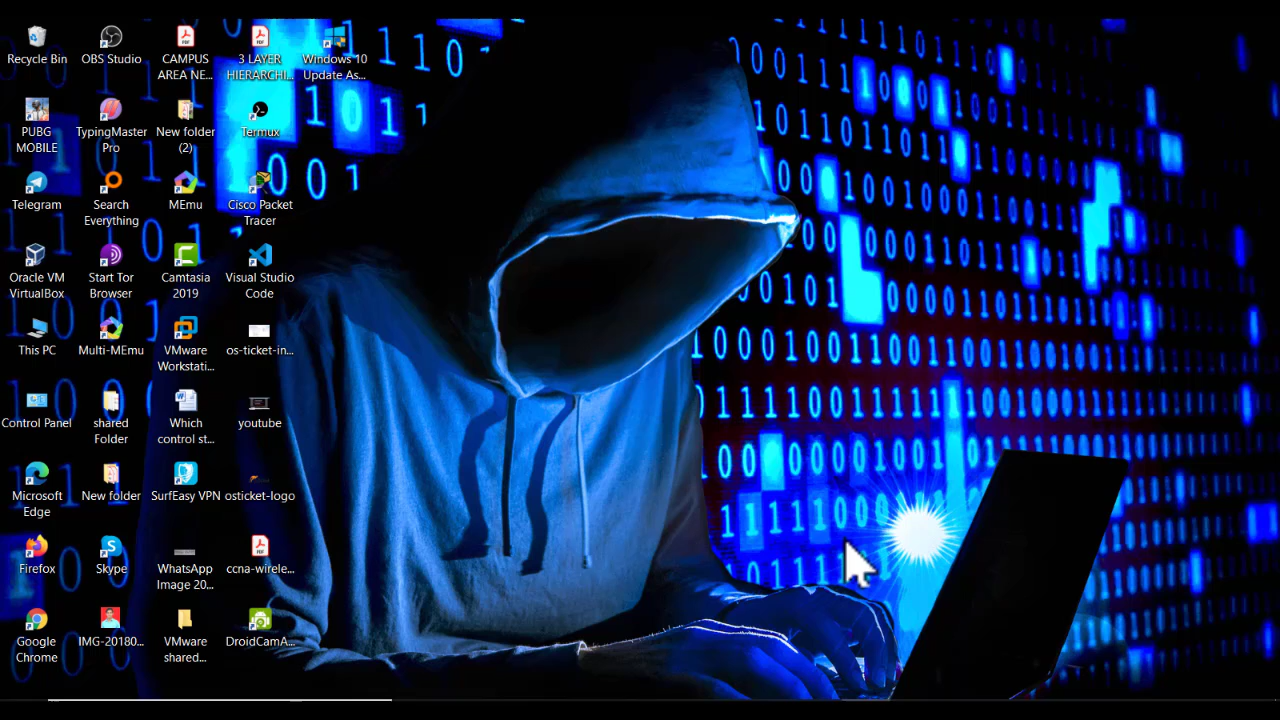 Recycle Bin
OBS Studio
CAMPUS
AREA NE...
3 LAYER
HIERARCHI...
Windows 10
Update As...
PUBG
MOBILE
TypingMaster
Pro
New folder
(2)
Termux
Telegram
Search
Everything
MEmu
Cisco Packet
Tracer
Oracle VM
VirtualBox
Start Tor
Browser
Camtasia
2019
Visual Studio
Code
This PC
Multi-MEmu
VMware
Workstati...
os-ticket-in...
Control Panel
shared
Folder
Which
control st...
youtube
Microsoft
Edge
New folder
SurfEasy VPN
osticket-logo
Firefox
Skype
WhatsApp
Image 20...
ccna-wirele...
Google
Chrome
IMG-20180...
VMware
shared...
DroidCamA...